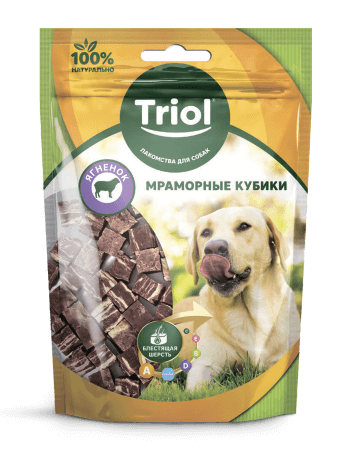 100%
НАТУРАЛЬНО
Triol
ЛАКОМСТВА ДЛЯ СОБАК
ЯГНЕНОК
МРАМОРНЫЕ КУБИКИ
БЛЕСТЯЩАЯ
ШЕРСТЬ
A
D